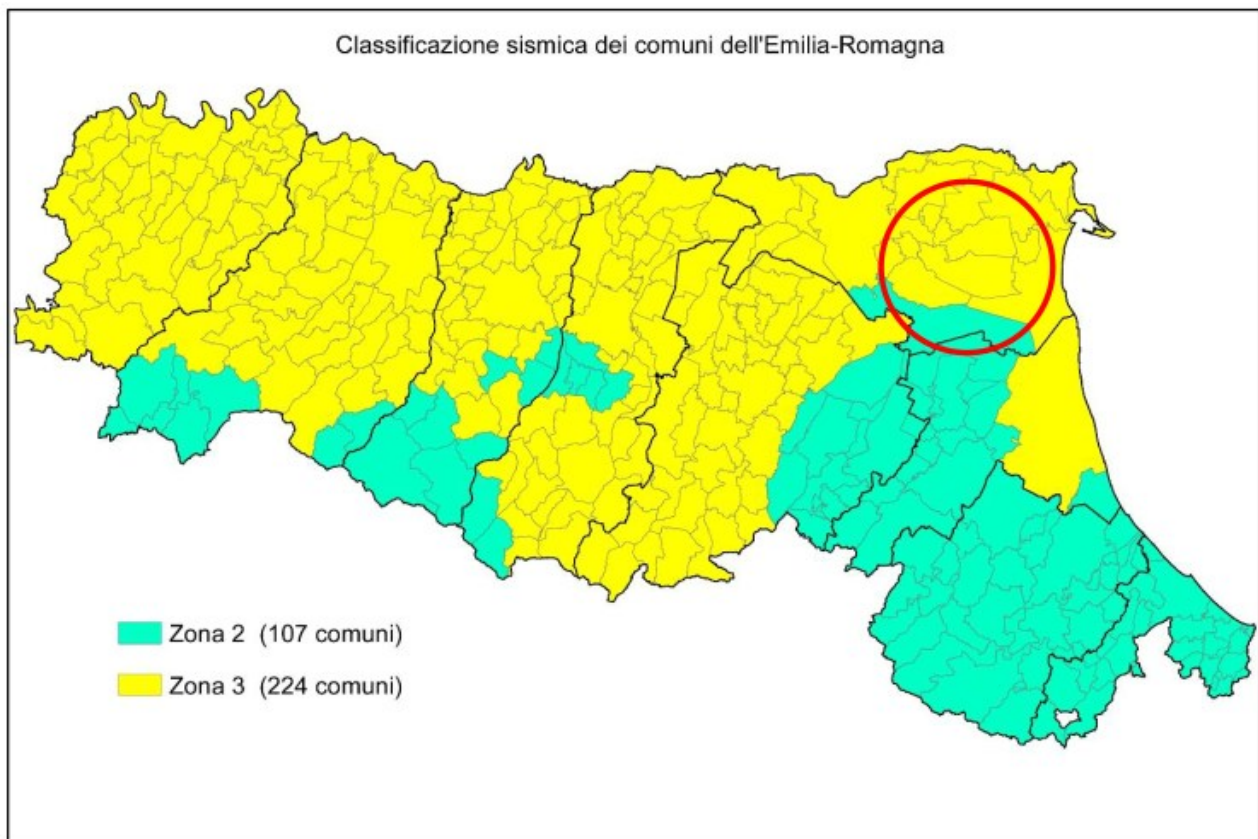 Classificazione sismica dei comuni dell'Emilia-Romagna
Zona 2 (107 comuni)
Zona 3 (224 comuni)